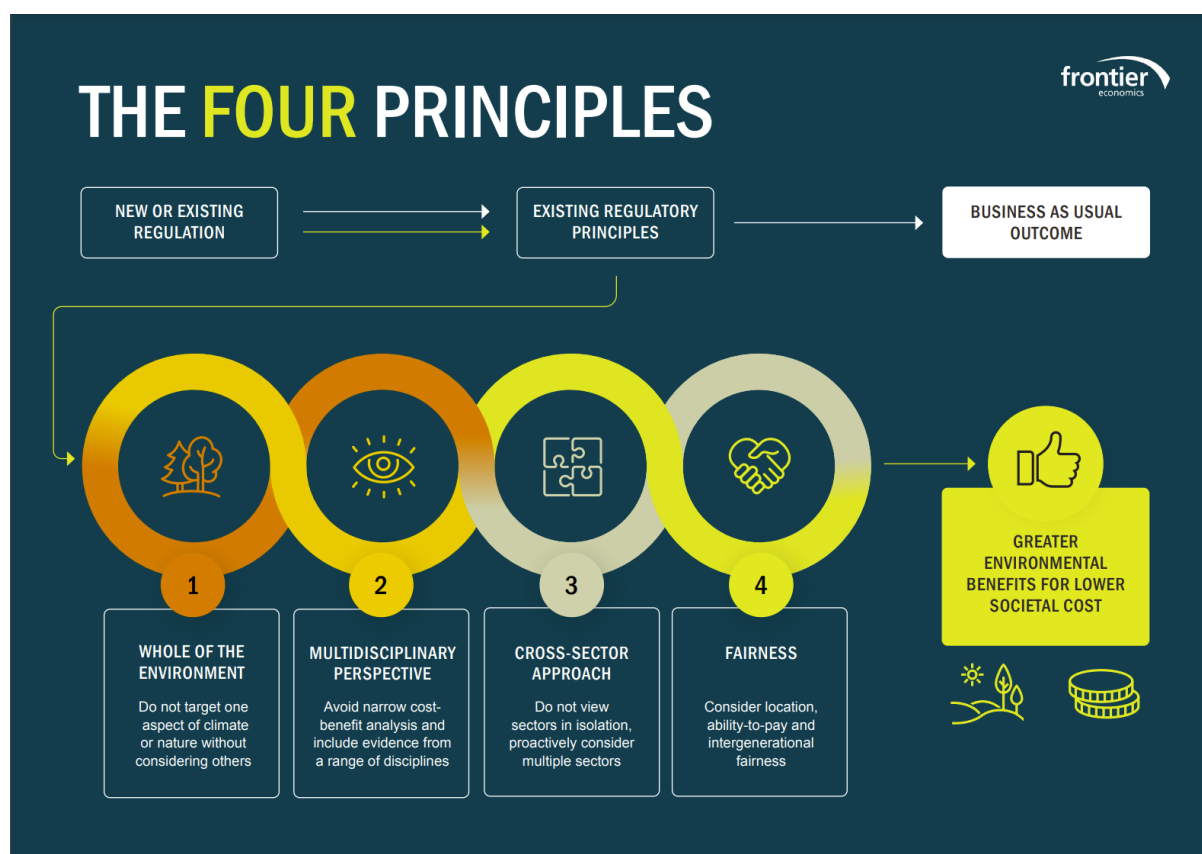 frontier
economics
THE FOUR PRINCIPLES
NEW OR EXISTING
REGULATION
EXISTING REGULATORY
PRINCIPLES
BUSINESS AS USUAL
OUTCOME
1
WHOLE OF THE
ENVIRONMENT
Do not target one
aspect of climate
or nature without
considering others
2
MULTIDISCIPLINARY
PERSPECTIVE
Avoid narrow cost-
benefit analysis and
include evidence from
a range of disciplines
3
CROSS-SECTOR
APPROACH
Do not view
sectors in isolation,
proactively consider
multiple sectors
4
FAIRNESS
Consider location,
ability-to-pay and
intergenerational
fairness
GREATER
ENVIRONMENTAL
BENEFITS FOR LOWER
SOCIETAL COST